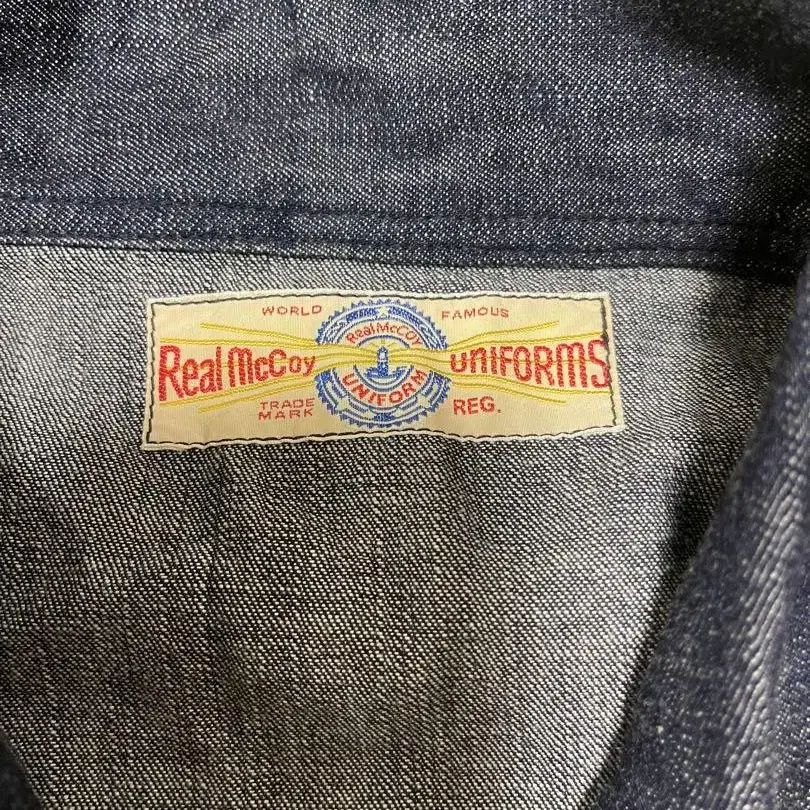 WORLD FAMOUS
Real McCoy UNIFORMS
Real McCoy
UNIFORM
TRADE MARK REG.